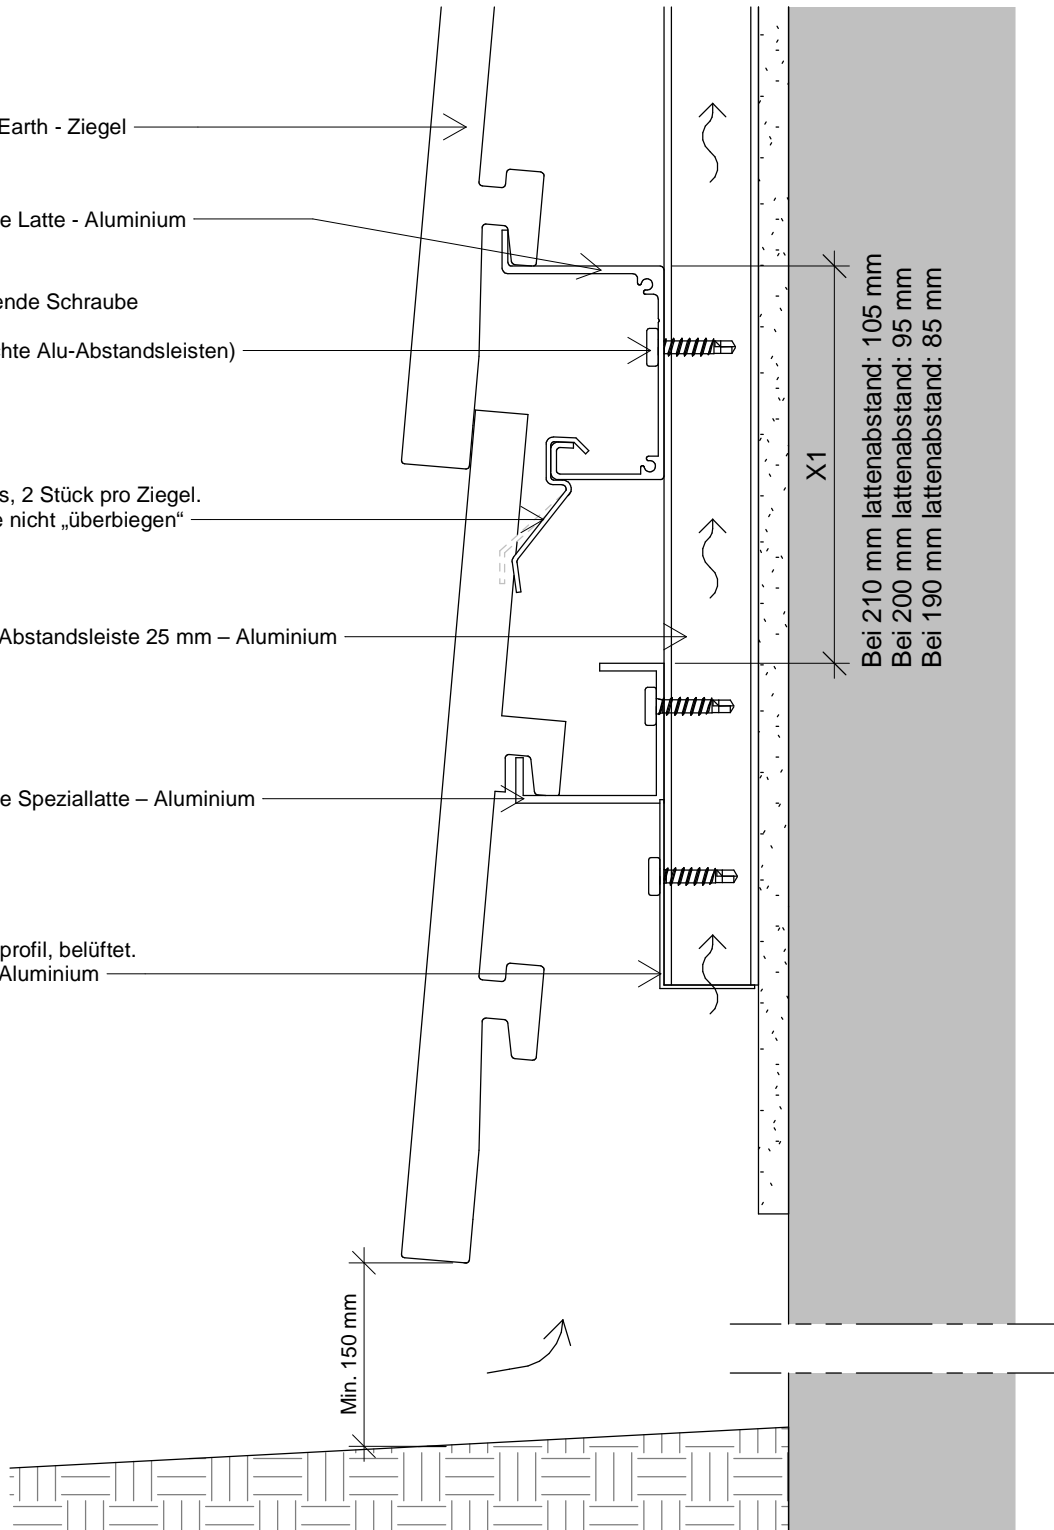 Earth - Ziegel
e Latte - Aluminium
ende Schraube
chte Alu-Abstandsleisten)
s, 2 Stück pro Ziegel.
e nicht „überbiegen“
Abstandsleiste 25 mm – Aluminium
e Speziallatte – Aluminium
profil, belüftet.
Aluminium
X1
Bei 210 mm lattenabstand: 105 mm
Bei 200 mm lattenabstand: 95 mm
Bei 190 mm lattenabstand: 85 mm
Min. 150 mm